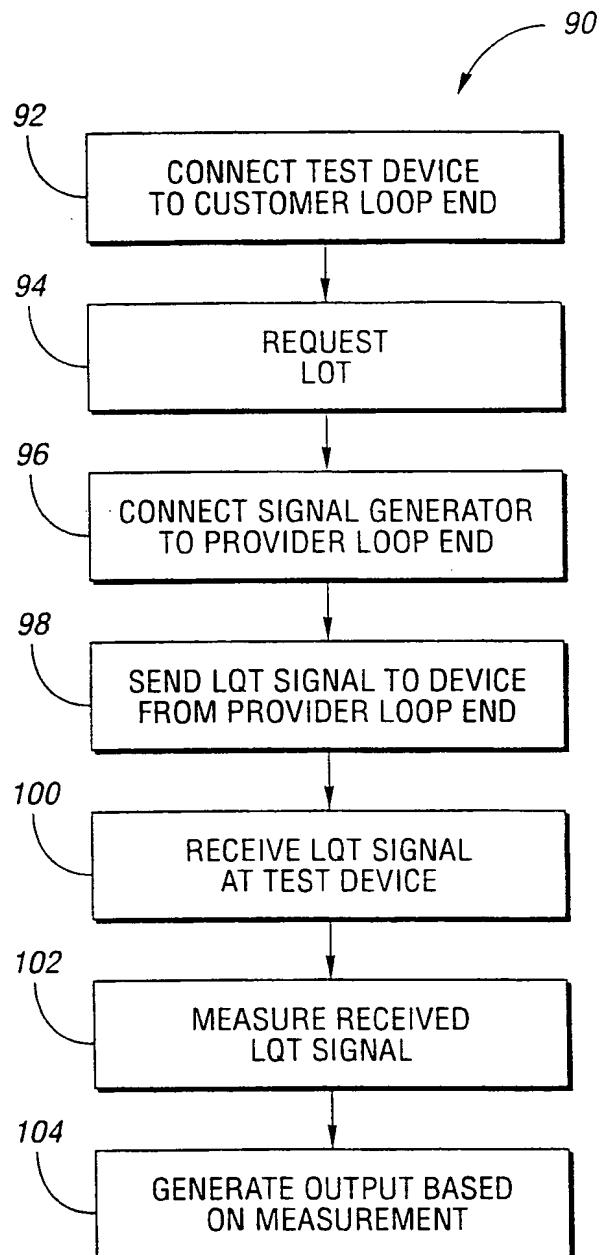 90
92
CONNECT TEST DEVICE
TO CUSTOMER LOOP END
94
REQUEST
LOT
96
CONNECT SIGNAL GENERATOR
TO PROVIDER LOOP END
98
SEND LQT SIGNAL TO DEVICE
FROM PROVIDER LOOP END
100
RECEIVE LQT SIGNAL
AT TEST DEVICE
102
MEASURE RECEIVED
LQT SIGNAL
104
GENERATE OUTPUT BASED
ON MEASUREMENT